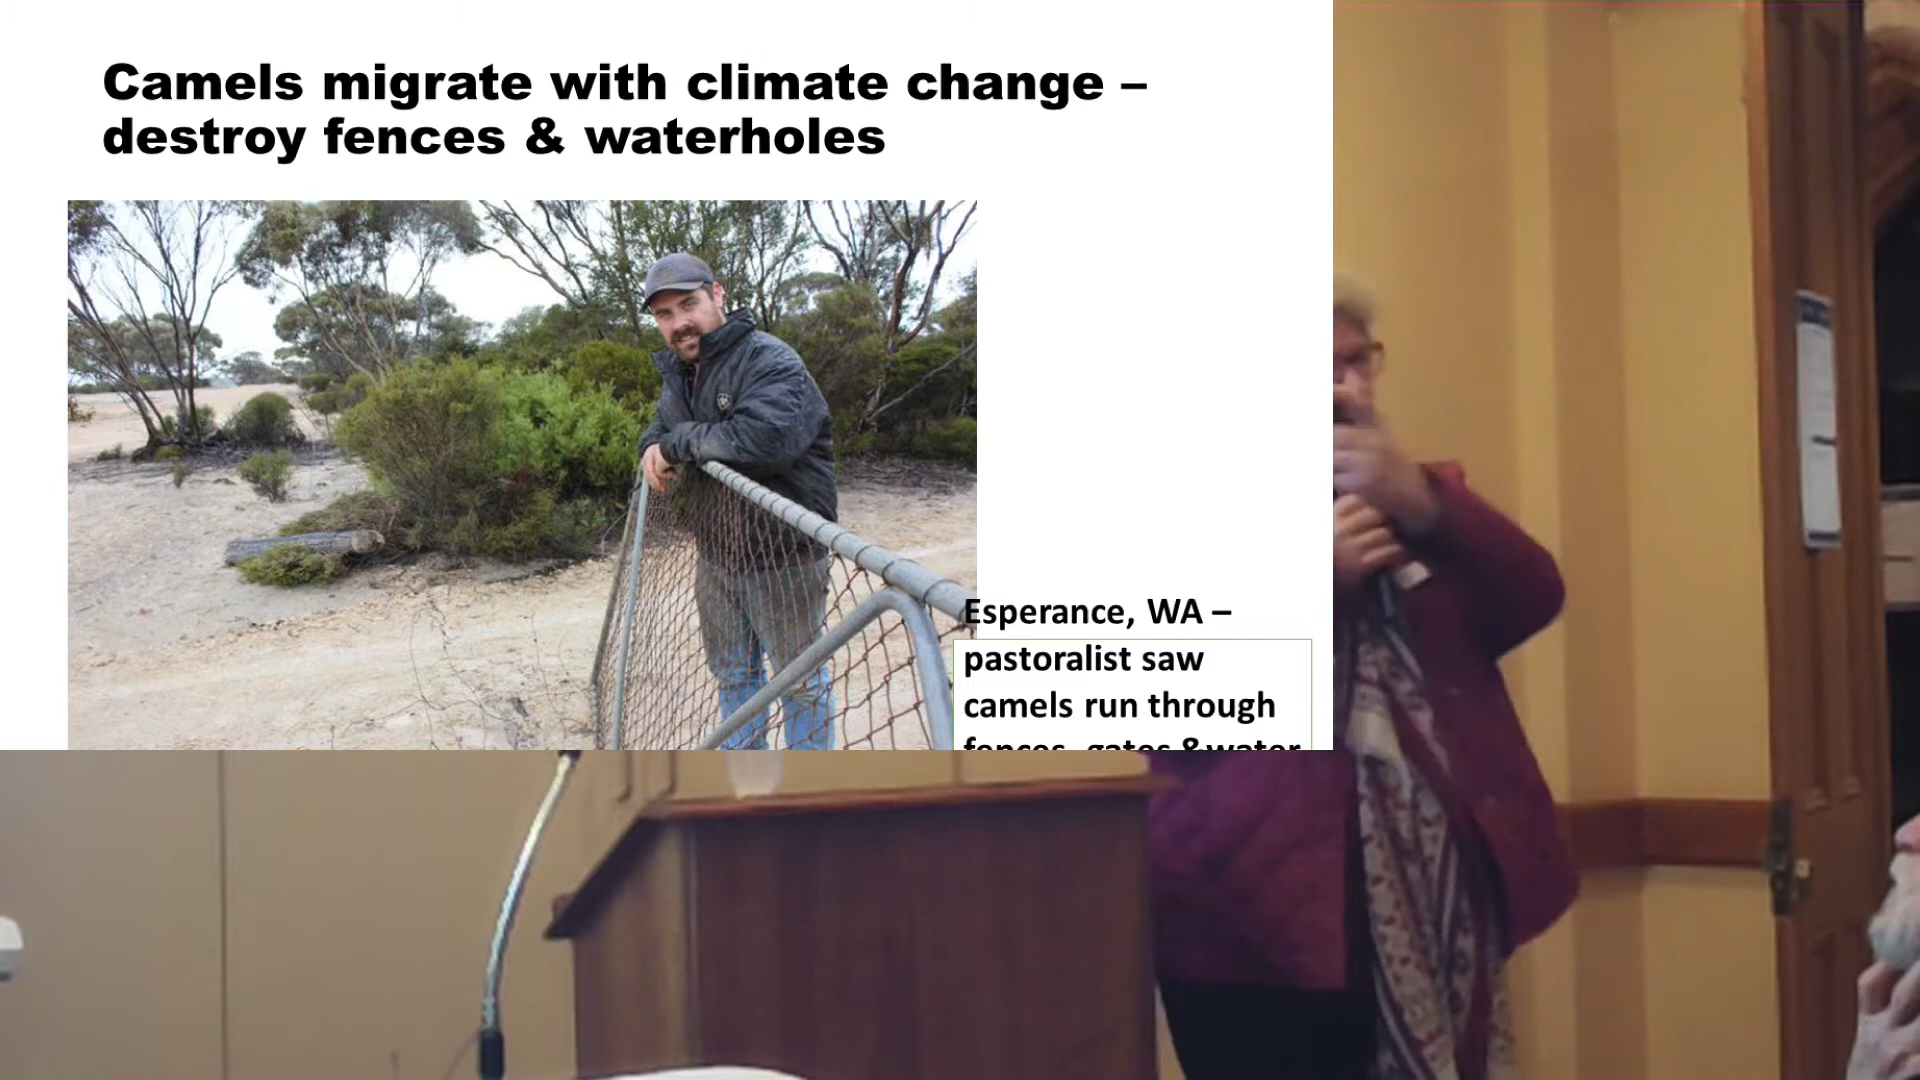 Camels migrate with climate change –
destroy fences & waterholes
Esperance, WA –
pastoralist saw
camels run through
fences, gates &water